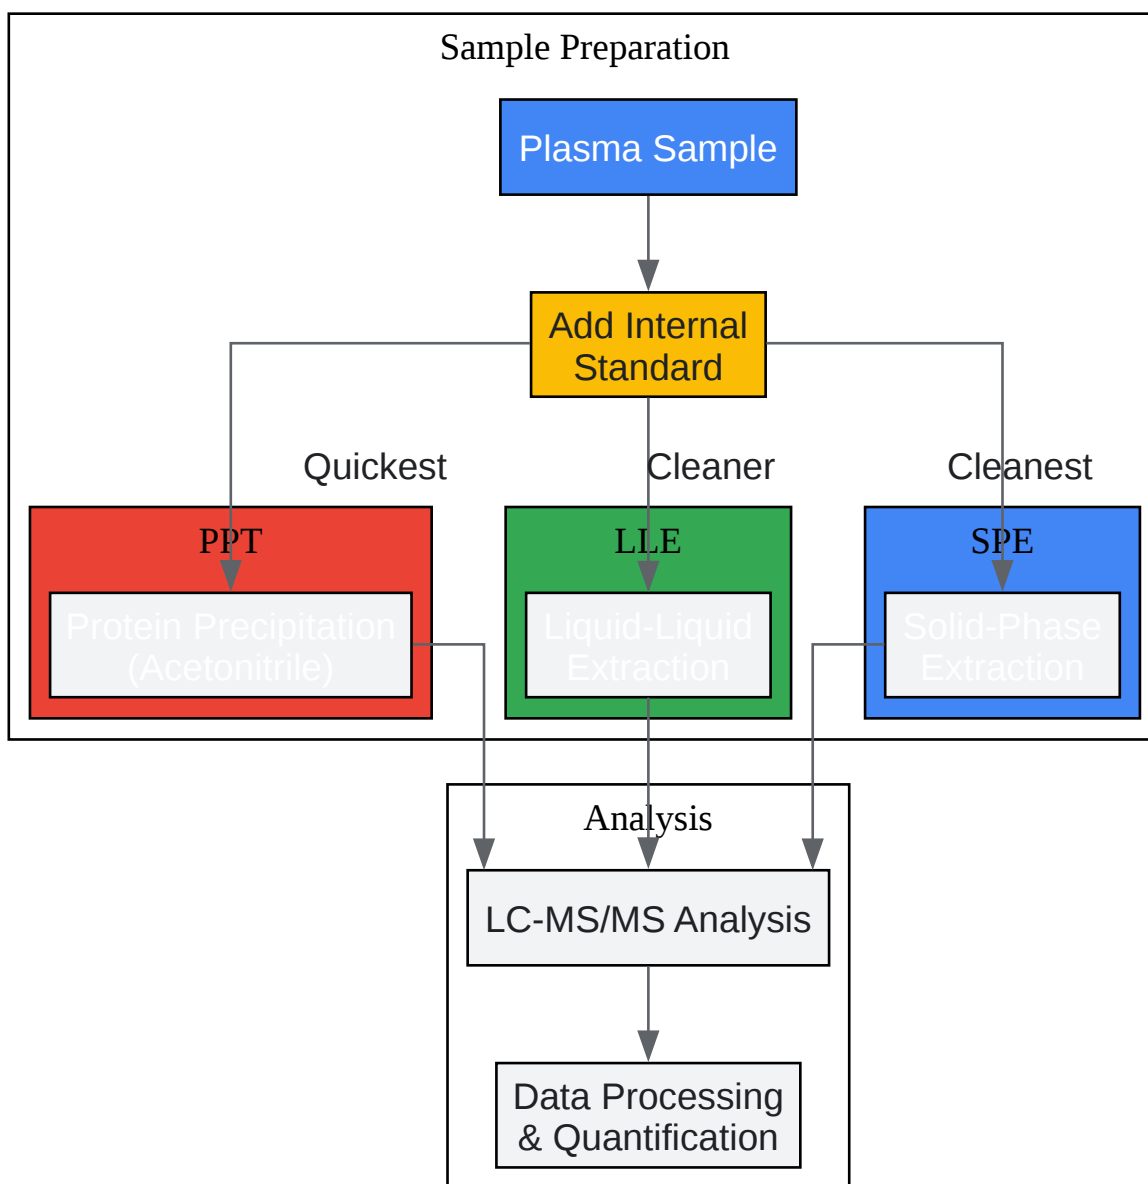 Sample Preparation
Plasma Sample
Add Internal
Standard
Quickest
Cleaner
Cleanest
PPT
LLE
SPE
Protein Precipitation
(Acetonitrile)
Liquid-Liquid
Extraction
Solid-Phase
Extraction
Analysis
LC-MS/MS Analysis
Data Processing
& Quantification